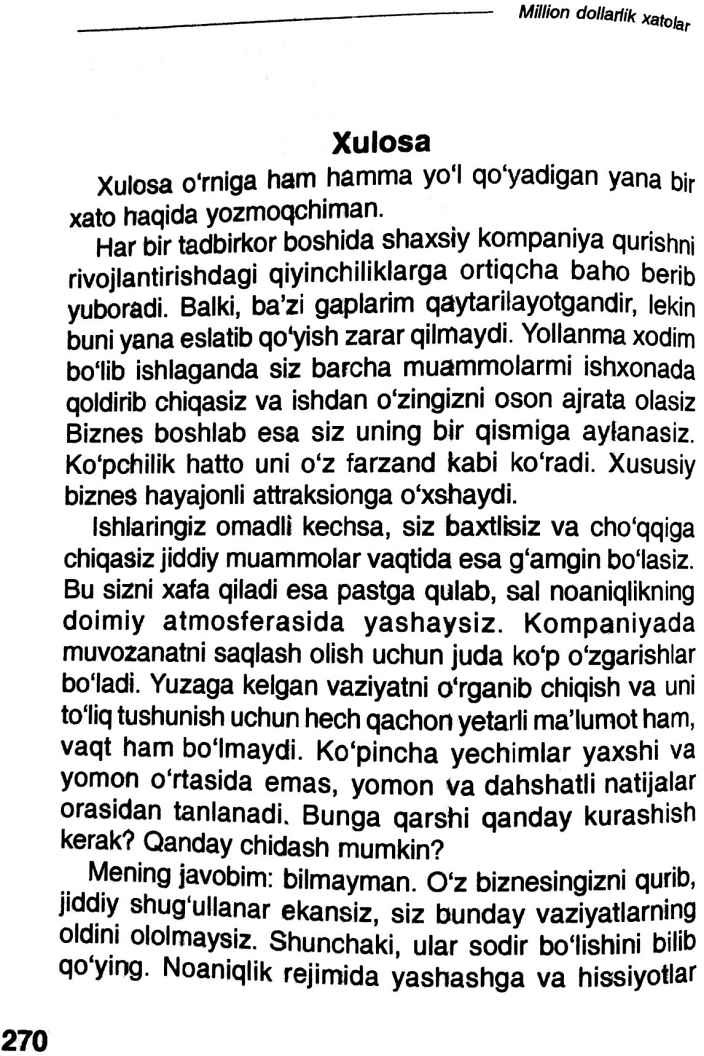 Million dollarlik xatolar
Xulosa
Xulosa o‘rniga ham hamma yo‘l qo‘yadigan yana bir
xato haqida yozmoqchiman.
Har bir tadbirkor boshida shaxsiy kompaniya qurishni
rivojlantirishdagi qiyinchiliklarga ortiqcha baho berib
yuboradi. Balki, ba’zi gaplarim qaytarilayotgandir, lekin
buni yana eslatib qo‘yish zarar qilmaydi. Yollanma xodim
bo‘lib ishlaganda siz barcha muammolarmi ishxonada
qoldirib chiqasiz va ishdan o‘zingizni oson ajrata olasiz
Biznes boshlab esa siz uning bir qismiga aylanasiz.
Ko‘pchilik hatto uni o‘z farzand kabi ko‘radi. Xususiy
biznes hayajonli attraksionga o‘xshaydi.
Ishlaringiz omadli kechsa, siz baxtlisiz va cho‘qqiga
chiqasiz jiddiy muammolar vaqtida esa g‘amgin bo‘lasiz.
Bu sizni xafa qiladi esa pastga qulab, sal noaniqlikning
doimiy atmosferasida yashaysiz. Kompaniyada
muvozanatni saqlash olish uchun juda ko‘p o‘zgarishlar
bo‘ladi. Yuzaga kelgan vaziyatni o‘rganib chiqish va uni
to‘liq tushunish uchun hech qachon yetarli ma’lumot ham,
vaqt ham bo‘lmaydi. Ko‘pincha yechimlar yaxshi va
yomon o‘rtasida emas, yomon va dahshatli natijalar
orasidan tanlanadi. Bunga qarshi qanday kurashish
kerak? Qanday chidash mumkin?
Mening javobim: bilmayman. O‘z biznesingizni qurib,
jiddiy shug‘ullanar ekansiz, siz bunday vaziyatlarning
oldini ololmaysiz. Shunchaki, ular sodir bo‘lishini bilib
qo‘ying. Noaniqlik rejimida yashashga va hissiyotlar
270